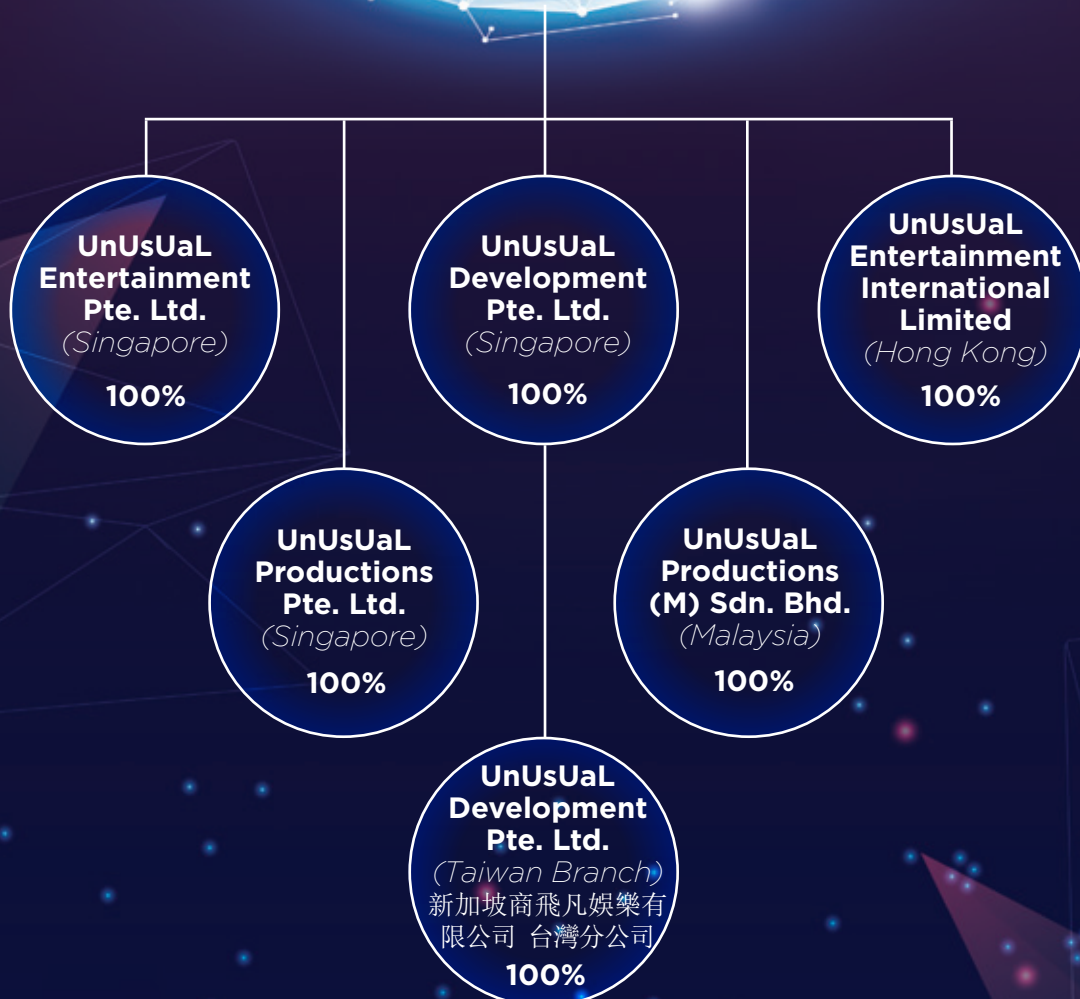 UnUsUaL
Entertainment
Pte. Ltd.
(Singapore)
100%
UnUsUaL
Development
Pte. Ltd.
(Singapore)
100%
UnUsUaL
Entertainment
International
Limited
(Hong Kong)
100%
UnUsUaL
Productions
Pte. Ltd.
(Singapore)
100%
UnUsUaL
Productions
(M) Sdn. Bhd.
(Malaysia)
100%
UnUsUaL
Development
Pte. Ltd.
(Taiwan Branch)
新加坡商飛凡娛樂有
限公司 台灣分公司
100%